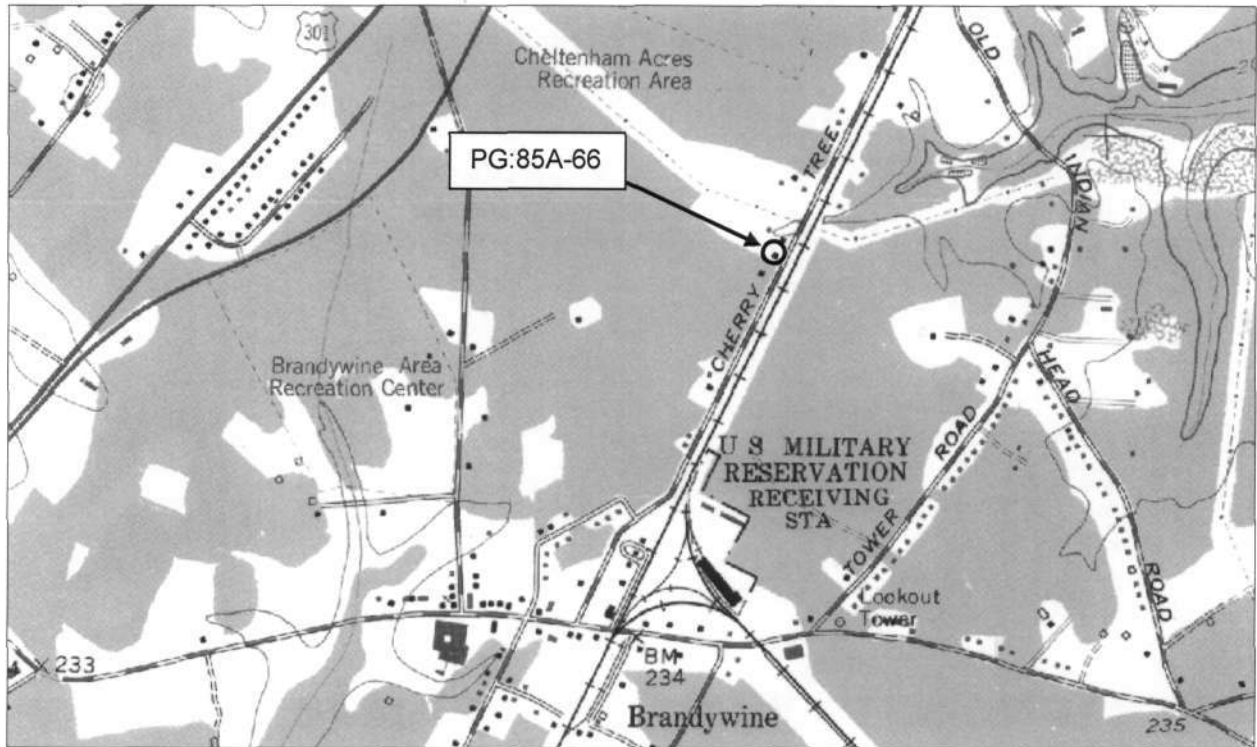 301
Cheltenham Acres
Recreation Area
OLD
PG:85A-66
TREE
INDIAN
CHERRY
Brandywine Area
Recreation Center
HEAD
ROAD
U S MILITARY
RESERVATION
RECEIVING
STA
TOWER
ROAD
Lookout
Tower
233
BM
234
Brandywine
235